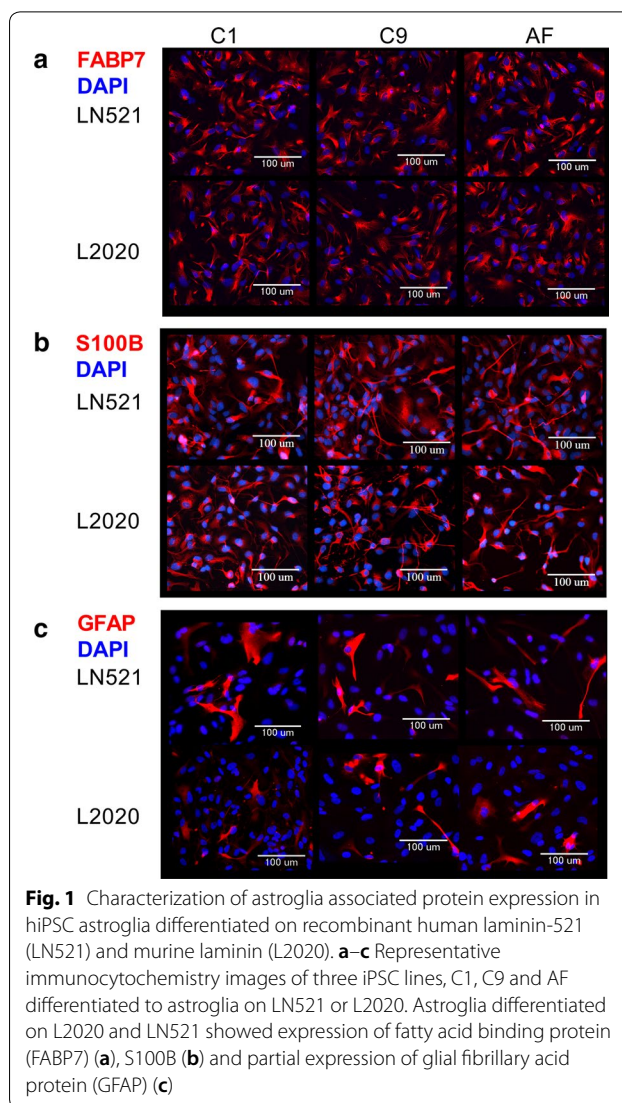 C1 C9 AF
a FABP7
DAPI
LN521
100 um 100 um 100 um
L2020
100 um 100 um 100 um
b S100B
DAPI
LN521
100 um 100 um 100 um
L2020
100 um 100 um 100 um
c GFAP
DAPI
LN521
100 um 100 um 100 um
L2020
100 um 100 um 100 um
Fig. 1 Characterization of astroglia associated protein expression in
hiPSC astroglia differentiated on recombinant human laminin-521
(LN521) and murine laminin (L2020). a–c Representative
immunocytochemistry images of three iPSC lines, C1, C9 and AF
differentiated to astroglia on LN521 or L2020. Astroglia differentiated
on L2020 and LN521 showed expression of fatty acid binding protein
(FABP7) (a), S100B (b) and partial expression of glial fibrillary acid
protein (GFAP) (c)